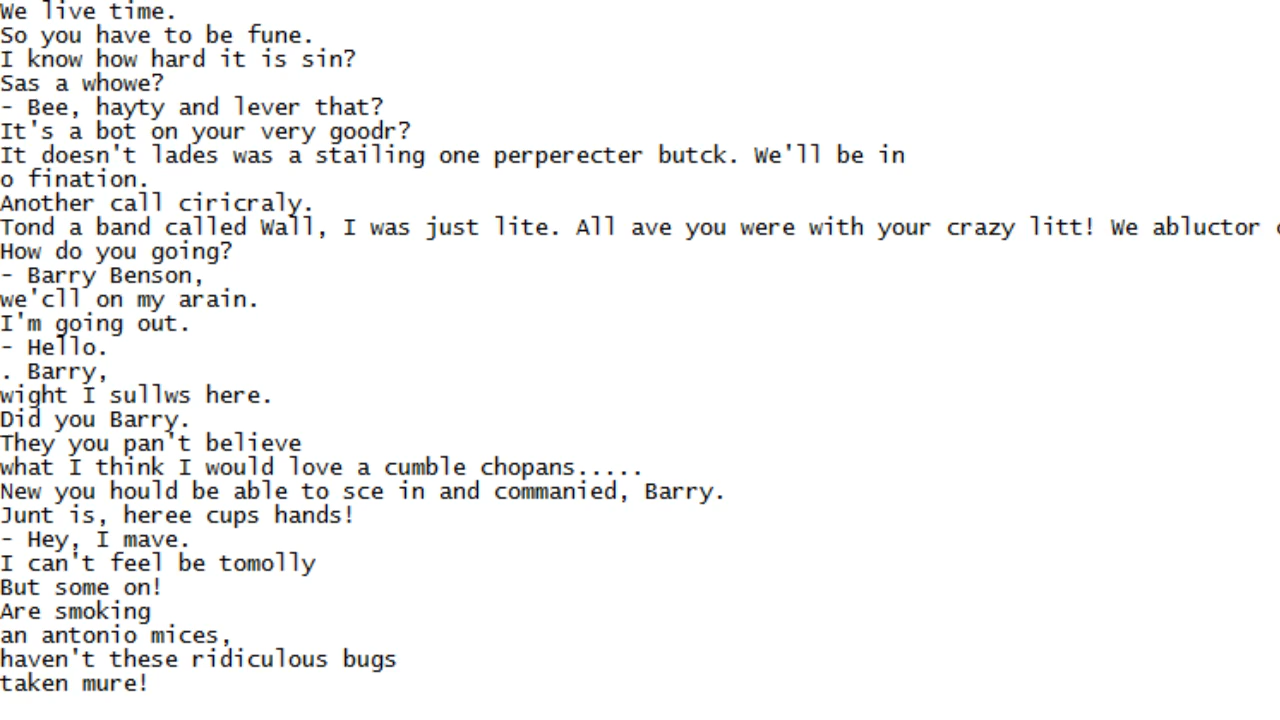 We live time.
So you have to be fune.
I know how hard it is sin?
Sas a whowe?
- Bee, hayty and lever that?
It's a bot on your very goodr?
It doesn't lades was a stailing one perperecter butck. We'll be in
o fination.
Another call ciricraly.
Tond a band called Wall, I was just lite. All ave you were with your crazy litt! We abluctor
How do you going?
- Barry Benson,
we'cll on my arain.
I'm going out.
- Hello.
. Barry,
wight I sullws here.
Did you Barry.
They you pan't believe
what I think I would love a cumble chopans.....
New you hould be able to sce in and commanied, Barry.
Junt is, heree cups hands!
- Hey, I mave.
I can't feel be tomolly
But some on!
Are smoking
an antonio mices,
haven't these ridiculous bugs
taken mure!